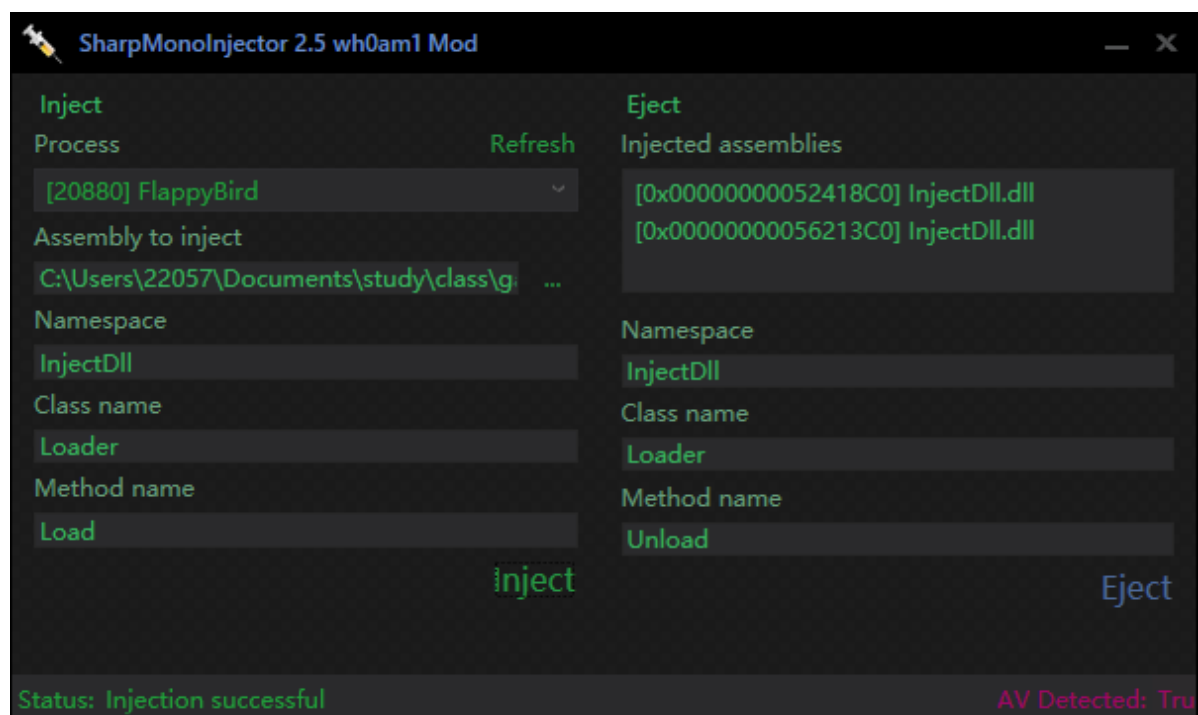 SharpMonoInjector 2.5 wh0am1 Mod
Inject
Process
Refresh
[20880] FlappyBird
Assembly to inject
C:\Users\22057\Documents\study\class\g
...
Namespace
InjectDll
Class name
Loader
Method name
Load
Inject
Eject
Injected assemblies
[0x00000000052418C0] InjectDll.dll
[0x00000000056213C0] InjectDll.dll
Namespace
InjectDll
Class name
Loader
Method name
Unload
Eject
Status: Injection successful
AV Detected: Tru